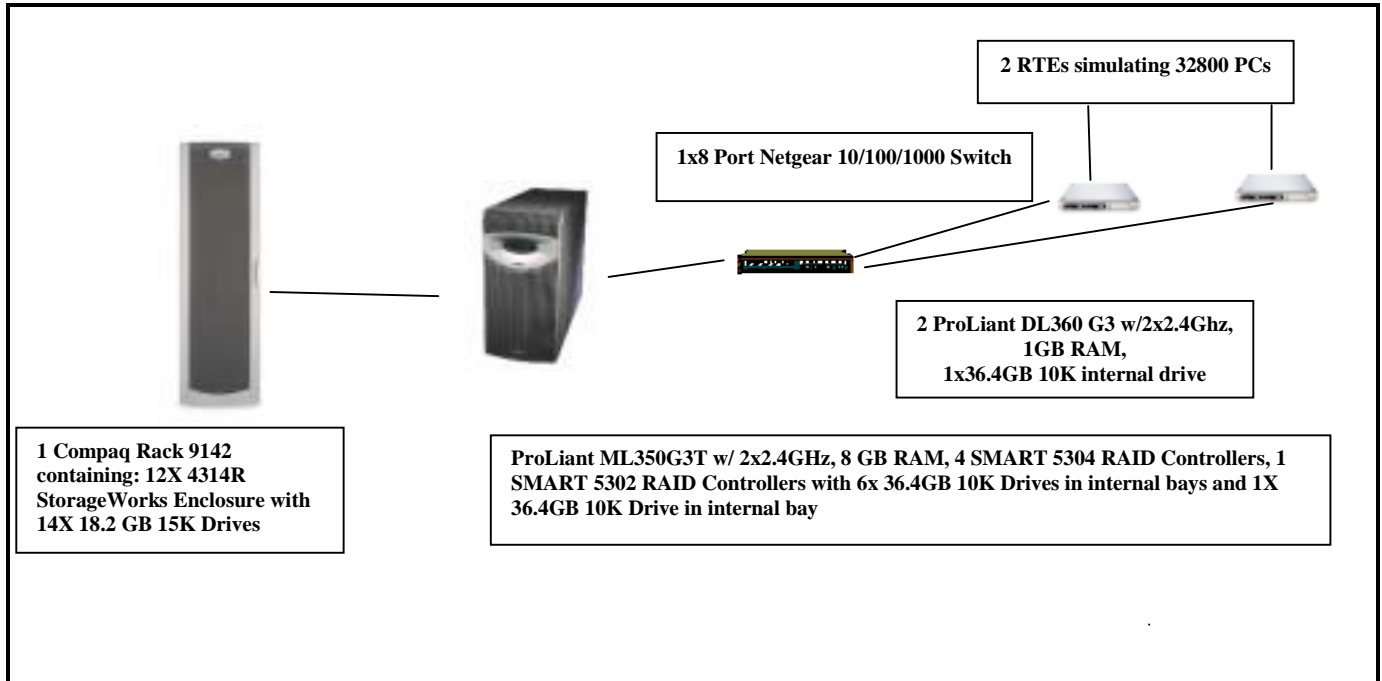 2 RTEs simulating 32800 PCs
1x8 Port Netgear 10/100/1000 Switch
2 ProLiant DL360 G3 w/2x2.4Ghz,
1GB RAM,
1x36.4GB 10K internal drive
1 Compaq Rack 9142
containing: 12X 4314R
StorageWorks Enclosure with
14X 18.2 GB 15K Drives
ProLiant ML350G3T w/ 2x2.4GHz, 8 GB RAM, 4 SMART 5304 RAID Controllers, 1
SMART 5302 RAID Controllers with 6x 36.4GB 10K Drives in internal bays and 1X
36.4GB 10K Drive in internal bay